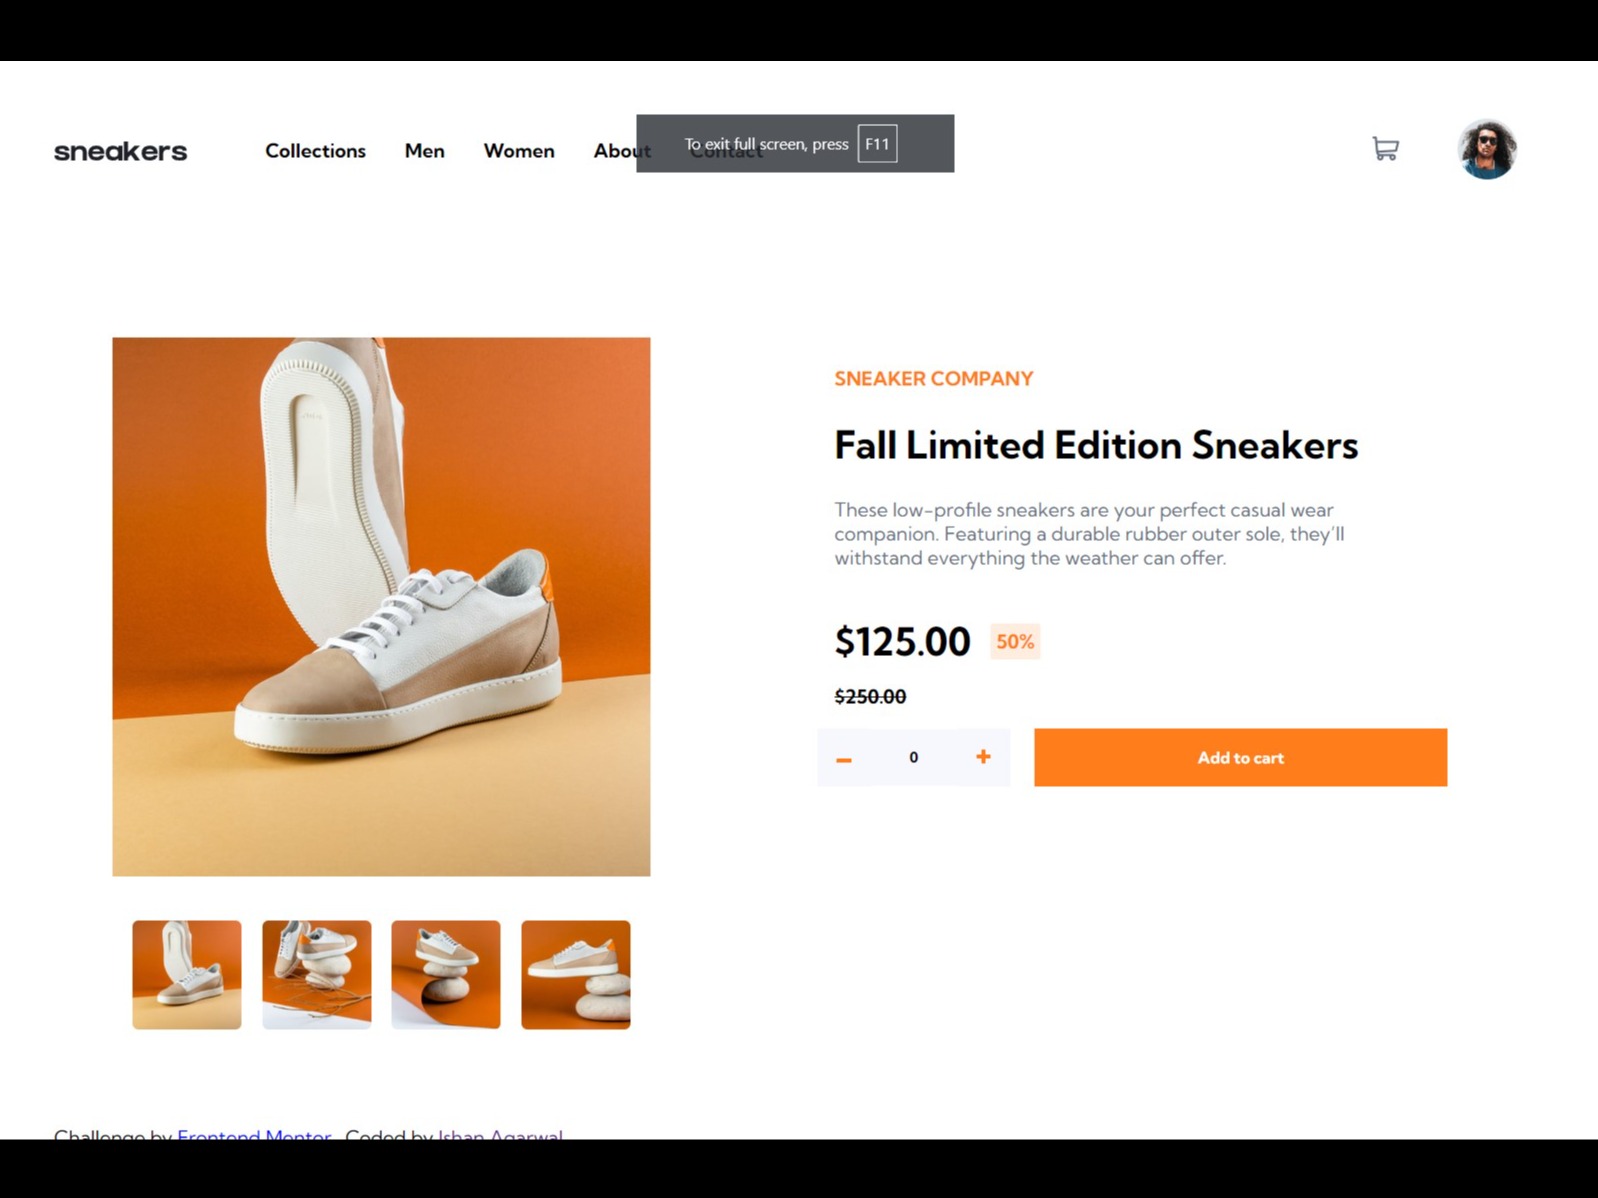 sneakers
Collections
Men
Women
About
Contact
To exit full screen, press F11
SNEAKER COMPANY
Fall Limited Edition Sneakers
These low-profile sneakers are your perfect casual wear
companion. Featuring a durable rubber outer sole, they'll
withstand everything the weather can offer.
$125.00 50%
$250.00
0
Add to cart
Challenge by Frontend Mentor. Coded by Ishan Agarwal